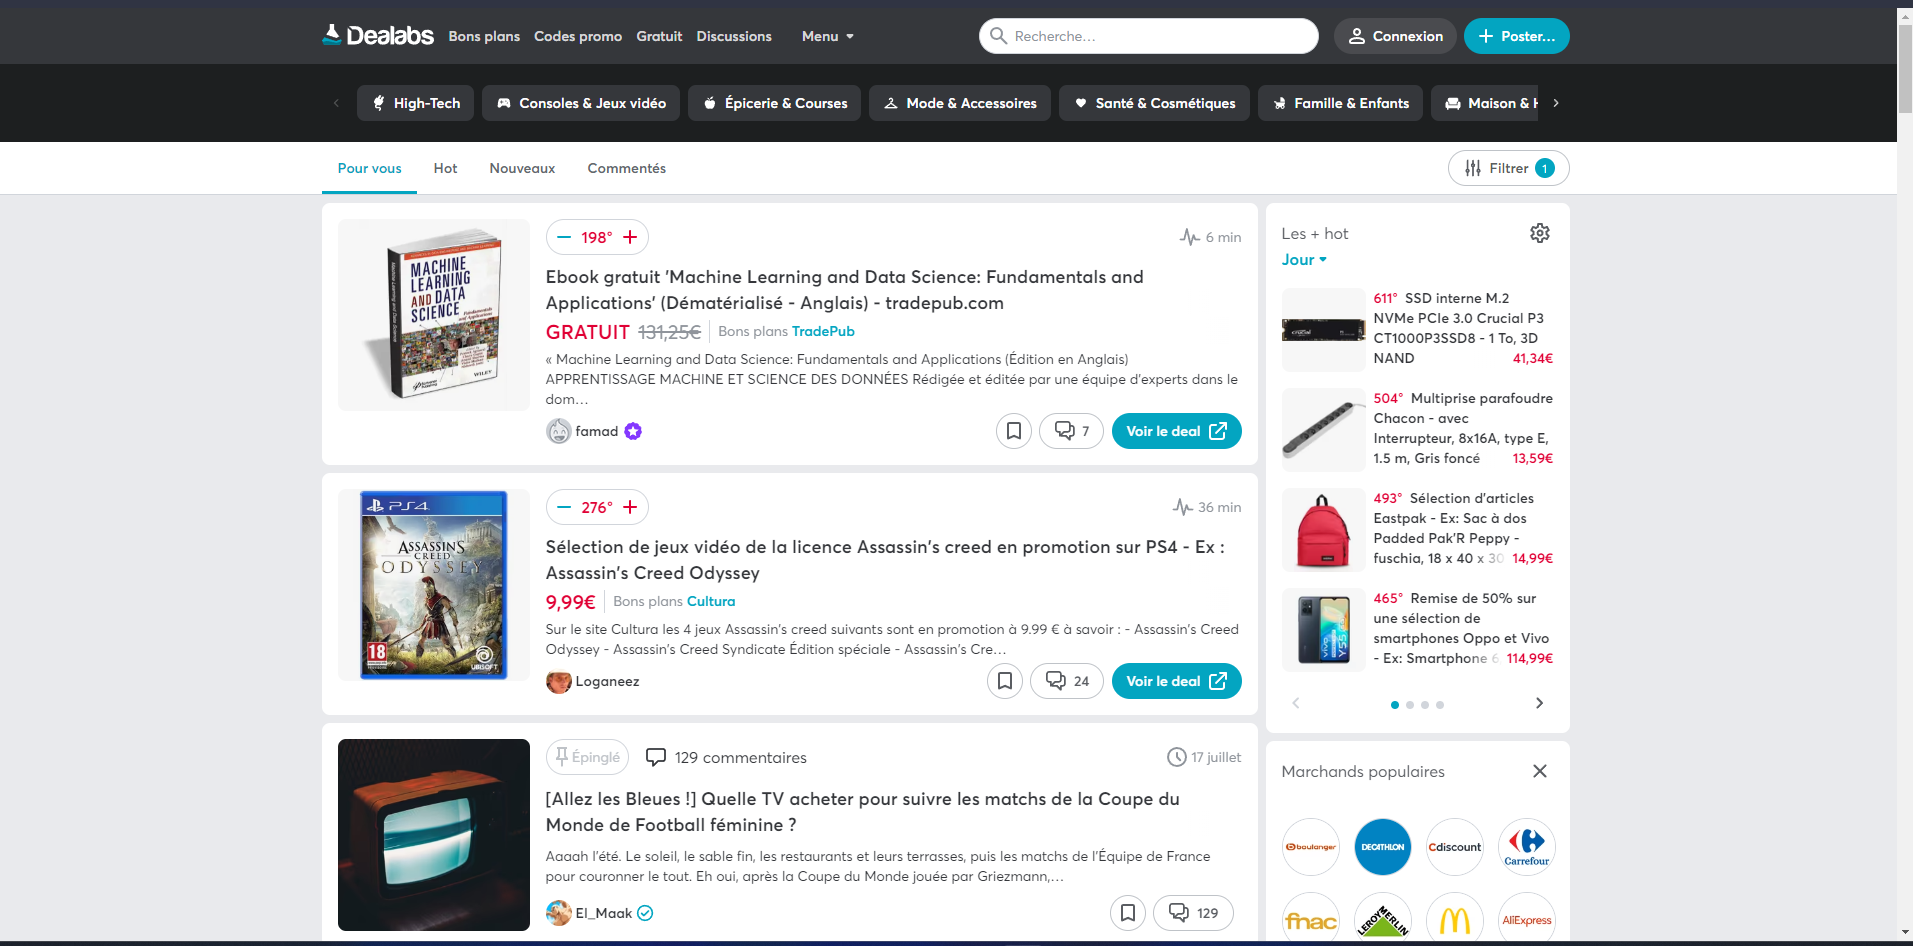 Dealabs Bons plans Codes promo Gratuit Discussions Menu Recherche... Connexion Poster...
High-Tech Consoles & Jeux vidéo Épicerie & Courses Mode & Accessoires Santé & Cosmétiques Famille & Enfants Maison & H
Pour vous Hot Nouveaux Commentés Filtrer 1
MACHINE
LEARNING
AND DATA
SCIENCE
Fundamentals
and Applications
WILEY
198° 6 min
Ebook gratuit 'Machine Learning and Data Science: Fundamentals and
Applications' (Dématérialisé - Anglais) - tradepub.com
GRATUIT 131,25€ Bons plans TradePub
« Machine Learning and Data Science: Fundamentals and Applications (Édition en Anglais)
APPRENTISSAGE MACHINE ET SCIENCE DES DONNÉES Rédigée et éditée par une équipe d'experts dans le
dom…
famad 7 Voir le deal
PS4
ASSASSIN'S
CREED
ODYSSEY
18
UBISOFT
276° 36 min
Sélection de jeux vidéo de la licence Assassin's creed en promotion sur PS4 - Ex :
Assassin's Creed Odyssey
9,99€ Bons plans Cultura
Sur le site Cultura les 4 jeux Assassin's creed suivants sont en promotion à 9.99 € à savoir : - Assassin's Creed
Odyssey - Assassin's Creed Syndicate Édition spéciale - Assassin's Cre…
Loganeez 24 Voir le deal
Épinglé 129 commentaires 17 juillet
[Allez les Bleues !] Quelle TV acheter pour suivre les matchs de la Coupe du
Monde de Football féminine ?
Aaaah l'été. Le soleil, le sable fin, les restaurants et leurs terrasses, puis les matchs de l'Équipe de France
pour couronner le tout. Eh oui, après la Coupe du Monde jouée par Griezmann,…
El_Maak 129
Les + hot
Jour
crucial
611° SSD interne M.2
NVMe PCIe 3.0 Crucial P3
CT1000P3SSD8 - 1 To, 3D
NAND 41,34€
504° Multiprise parafoudre
Chacon - avec
Interrupteur, 8x16A, type E,
1.5 m, Gris foncé 13,59€
493° Sélection d'articles
Eastpak - Ex: Sac à dos
Padded Pak'R Peppy -
fuschia, 18 x 40 x 30 14,99€
vivo Y55
465° Remise de 50% sur
une sélection de
smartphones Oppo et Vivo
- Ex: Smartphone 6. 114,99€
Marchands populaires
boulanger DECATHLON Cdiscount Carrefour
fnac LEROY MERLIN AliExpress